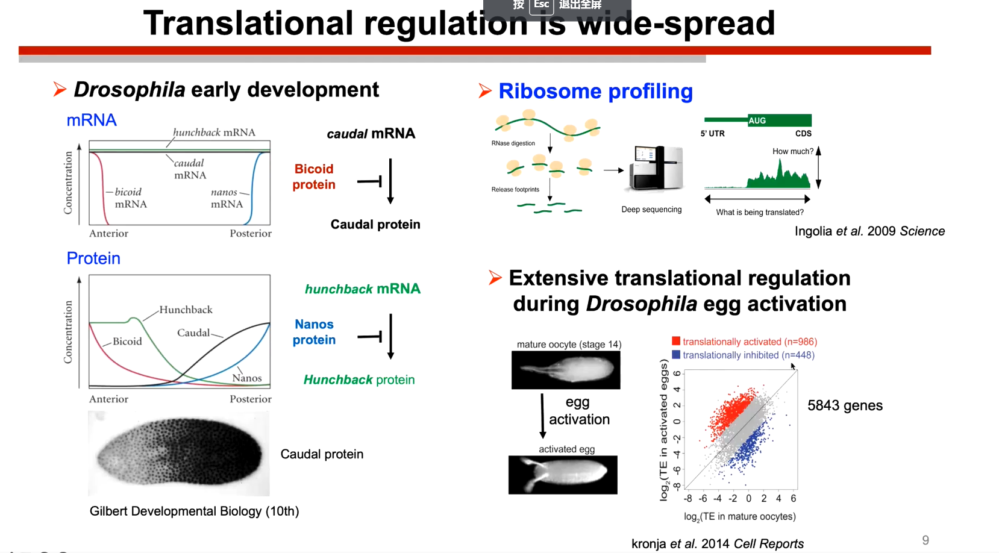 按 Esc 退出全屏
Translational regulation is wide-spread
Drosophila early development
mRNA
hunchback mRNA
caudal
mRNA
bicoid
mRNA
nanos
mRNA
Concentration
Anterior
Posterior
caudal mRNA
Bicoid
protein
Caudal protein
Protein
Hunchback
Caudal
Bicoid
Nanos
Concentration
Anterior
Posterior
hunchback mRNA
Nanos
protein
Hunchback protein
Caudal protein
Gilbert Developmental Biology (10th)
Ribosome profiling
RNase digestion
Release footprints
Deep sequencing
AUG
5' UTR
CDS
How much?
What is being translated?
Ingolia et al. 2009 Science
Extensive translational regulation
during Drosophila egg activation
mature oocyte (stage 14)
egg
activation
activated egg
translationally activated (n=986)
translationally inhibited (n=448)
log2(TE in activated eggs)
6
4
2
0
-2
-4
-6
-8
-8 -6 -4 -2 0 2 4 6
log2(TE in mature oocytes)
5843 genes
kronja et al. 2014 Cell Reports
9